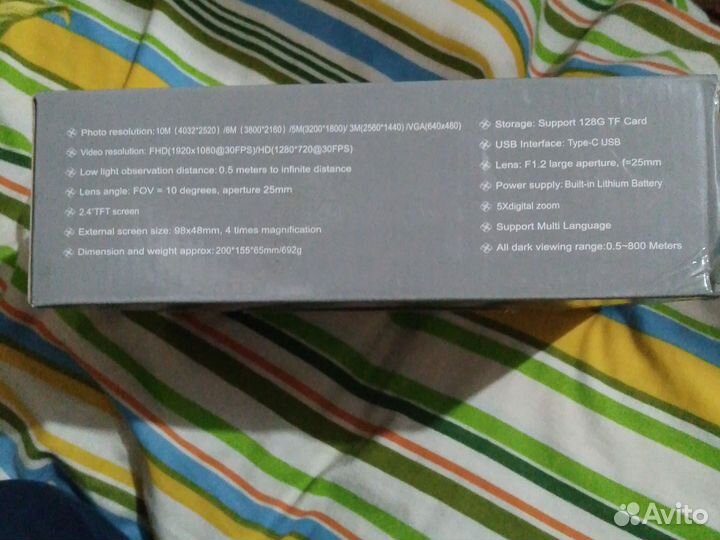 Photo resolution:10M (4032*2520) /8M (3800*2160) /5M(3200*1800)/ 3M(2560*1440) /VGA(640x480)
Video resolution: FHD(1920x1080@30FPS)/HD(1280*720@30FPS)
Low light observation distance: 0.5 meters to infinite distance
Lens angle: FOV = 10 degrees, aperture 25mm
2.4"TFT screen
External screen size: 98x48mm, 4 times magnification
Dimension and weight approx: 200*155*65mm/692g
Storage: Support 128G TF Card
USB Interface: Type-C USB
Lens: F1.2 large aperture, f=25mm
Power supply: Built-in Lithium Battery
5Xdigital zoom
Support Multi Language
All dark viewing range:0.5~800 Meters
Avito